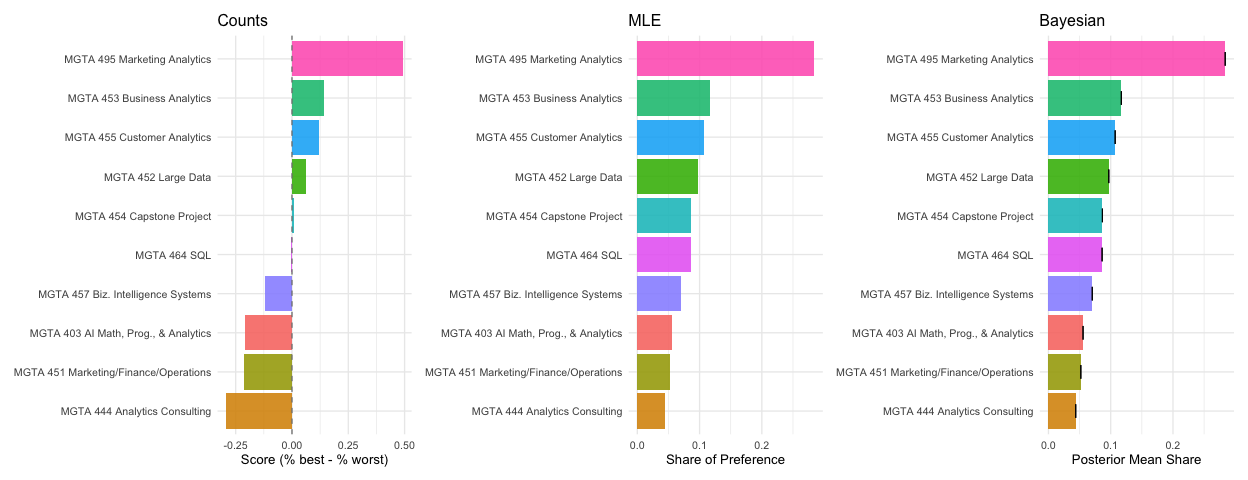 Counts
MGTA 495 Marketing Analytics
MGTA 453 Business Analytics
MGTA 455 Customer Analytics
MGTA 452 Large Data
MGTA 454 Capstone Project
MGTA 464 SQL
MGTA 457 Biz. Intelligence Systems
MGTA 403 AI Math, Prog., & Analytics
MGTA 451 Marketing/Finance/Operations
MGTA 444 Analytics Consulting
-0.25 0.00 0.25 0.50
Score (% best - % worst)
MLE
MGTA 495 Marketing Analytics
MGTA 453 Business Analytics
MGTA 455 Customer Analytics
MGTA 452 Large Data
MGTA 454 Capstone Project
MGTA 464 SQL
MGTA 457 Biz. Intelligence Systems
MGTA 403 AI Math, Prog., & Analytics
MGTA 451 Marketing/Finance/Operations
MGTA 444 Analytics Consulting
0.0 0.1 0.2
Share of Preference
Bayesian
MGTA 495 Marketing Analytics
MGTA 453 Business Analytics
MGTA 455 Customer Analytics
MGTA 452 Large Data
MGTA 454 Capstone Project
MGTA 464 SQL
MGTA 457 Biz. Intelligence Systems
MGTA 403 AI Math, Prog., & Analytics
MGTA 451 Marketing/Finance/Operations
MGTA 444 Analytics Consulting
0.0 0.1 0.2
Posterior Mean Share